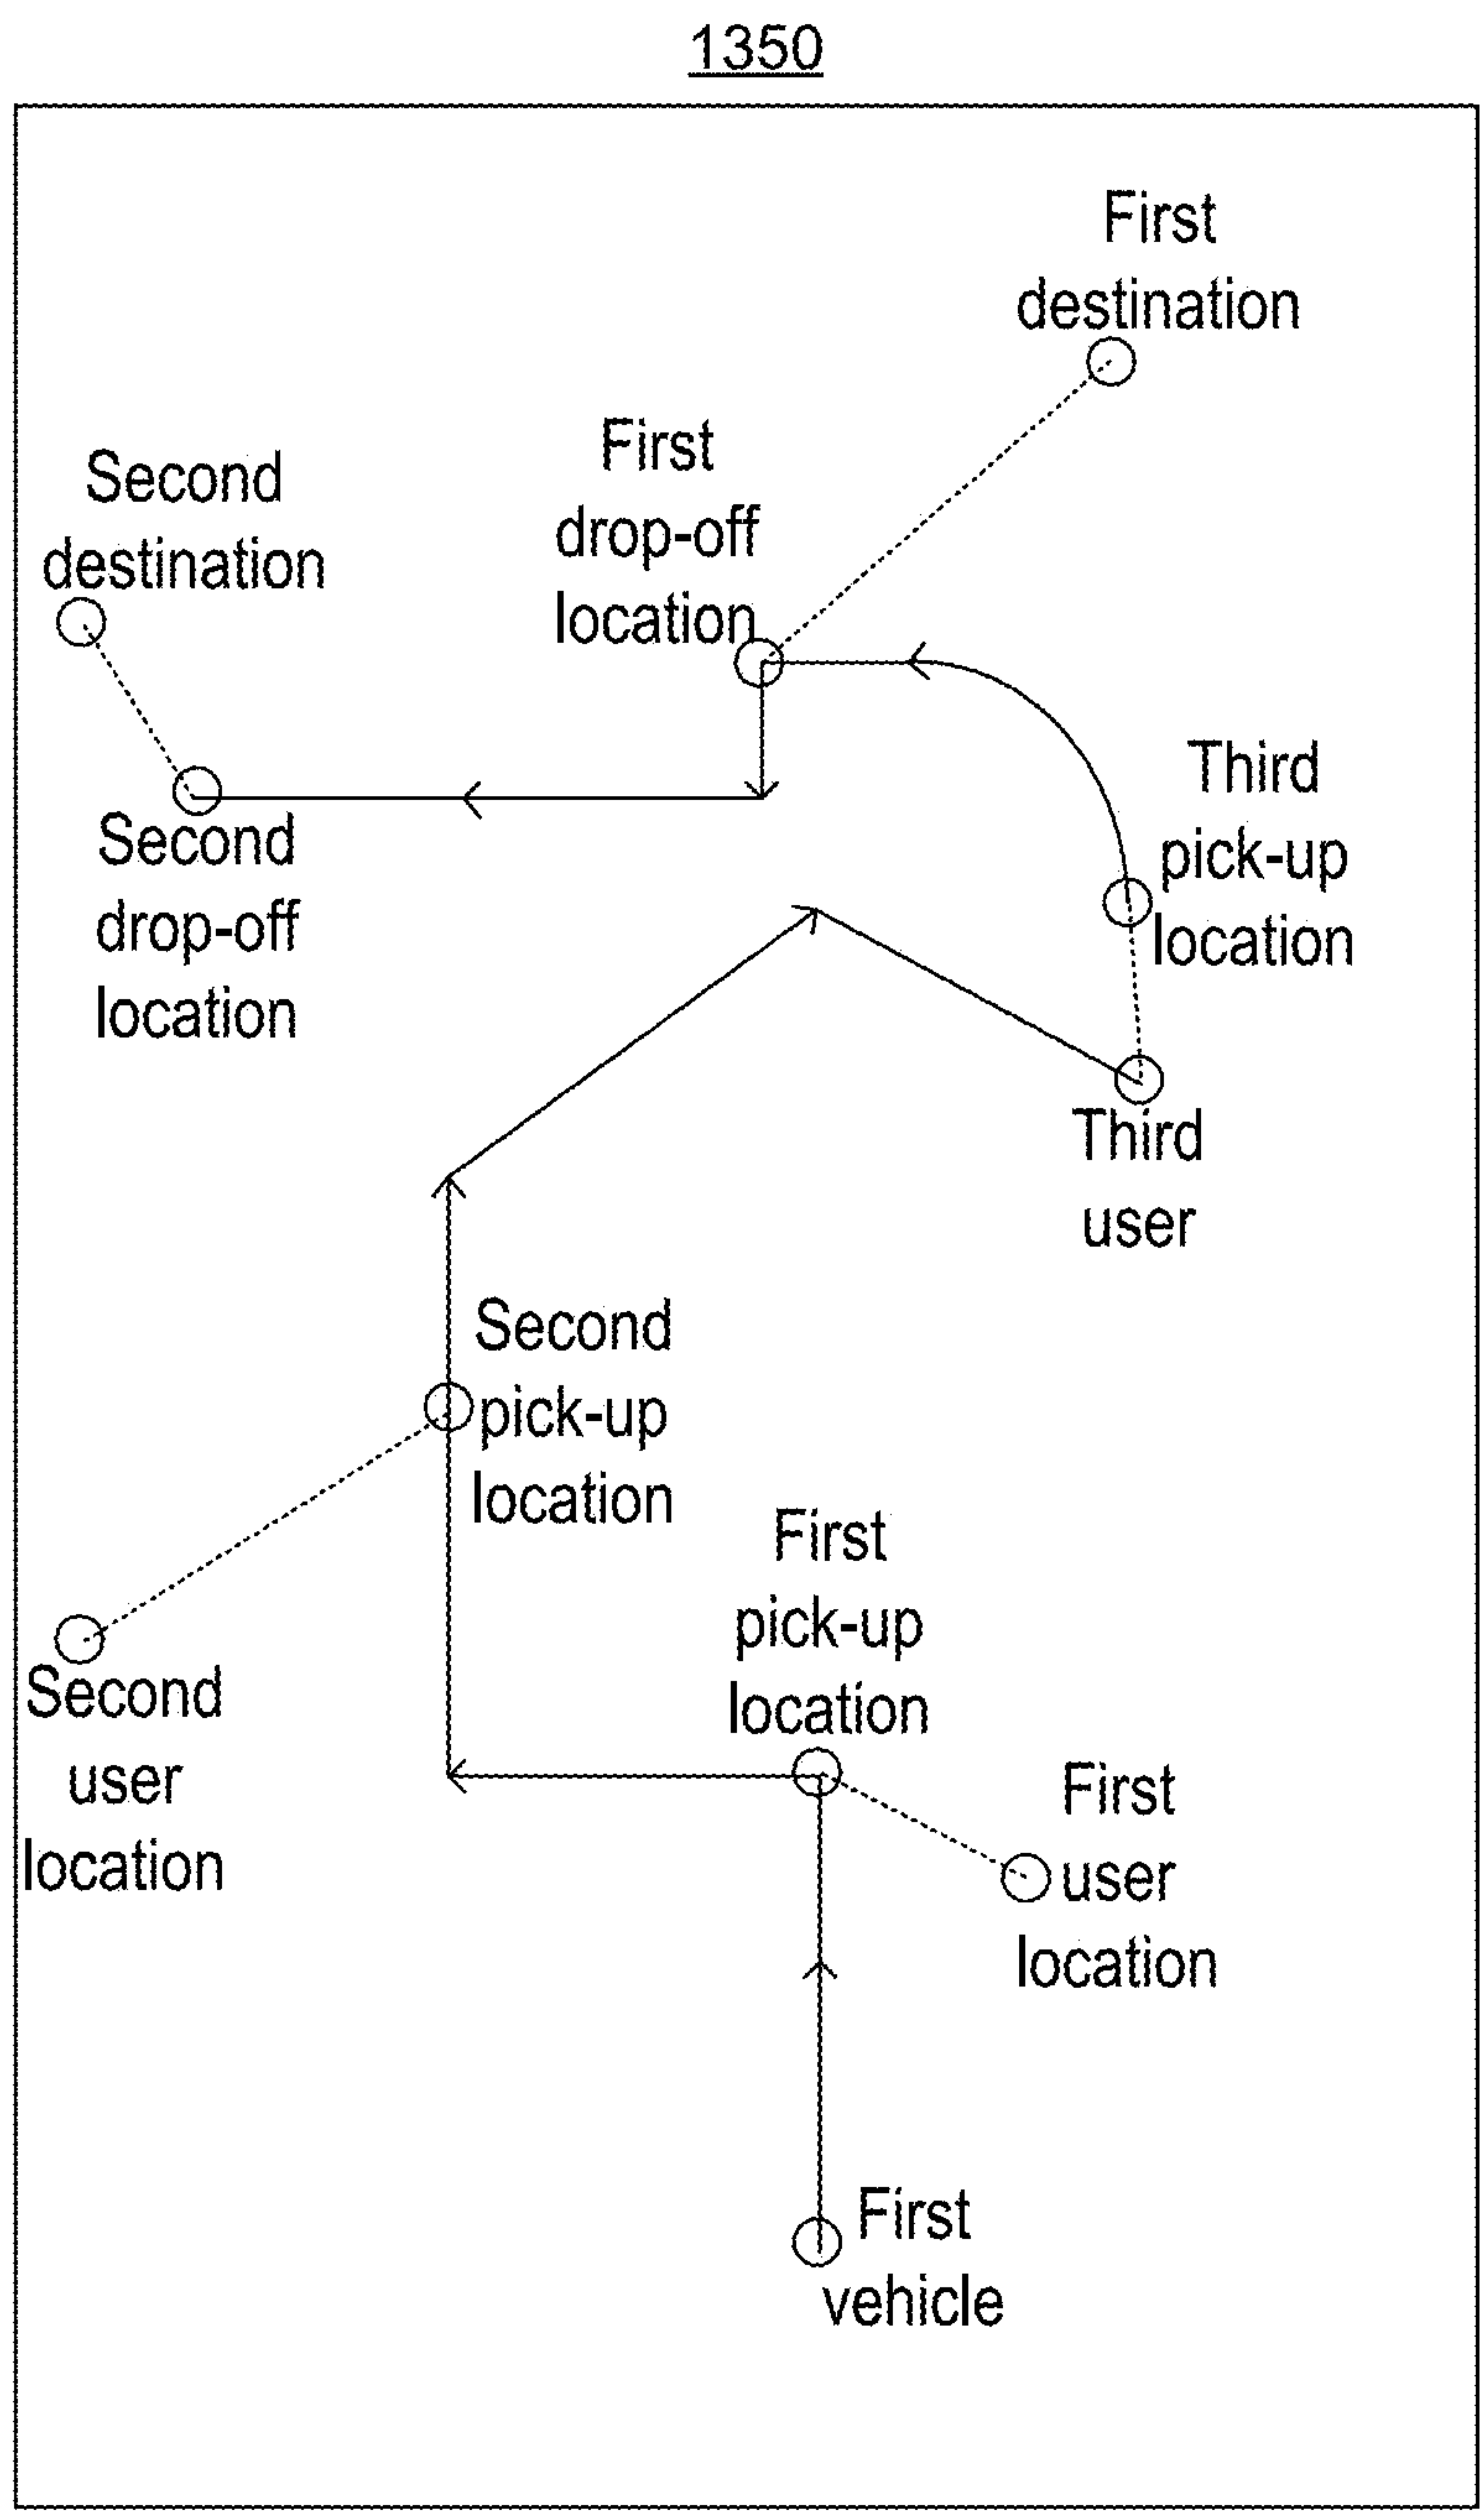 1350
First
destination
First
drop-off
location
Second
destination
Third
pick-up
location
Second
drop-off
location
Third
user
Second
pick-up
location
First
pick-up
location
Second
user
location
First
user
location
First
vehicle